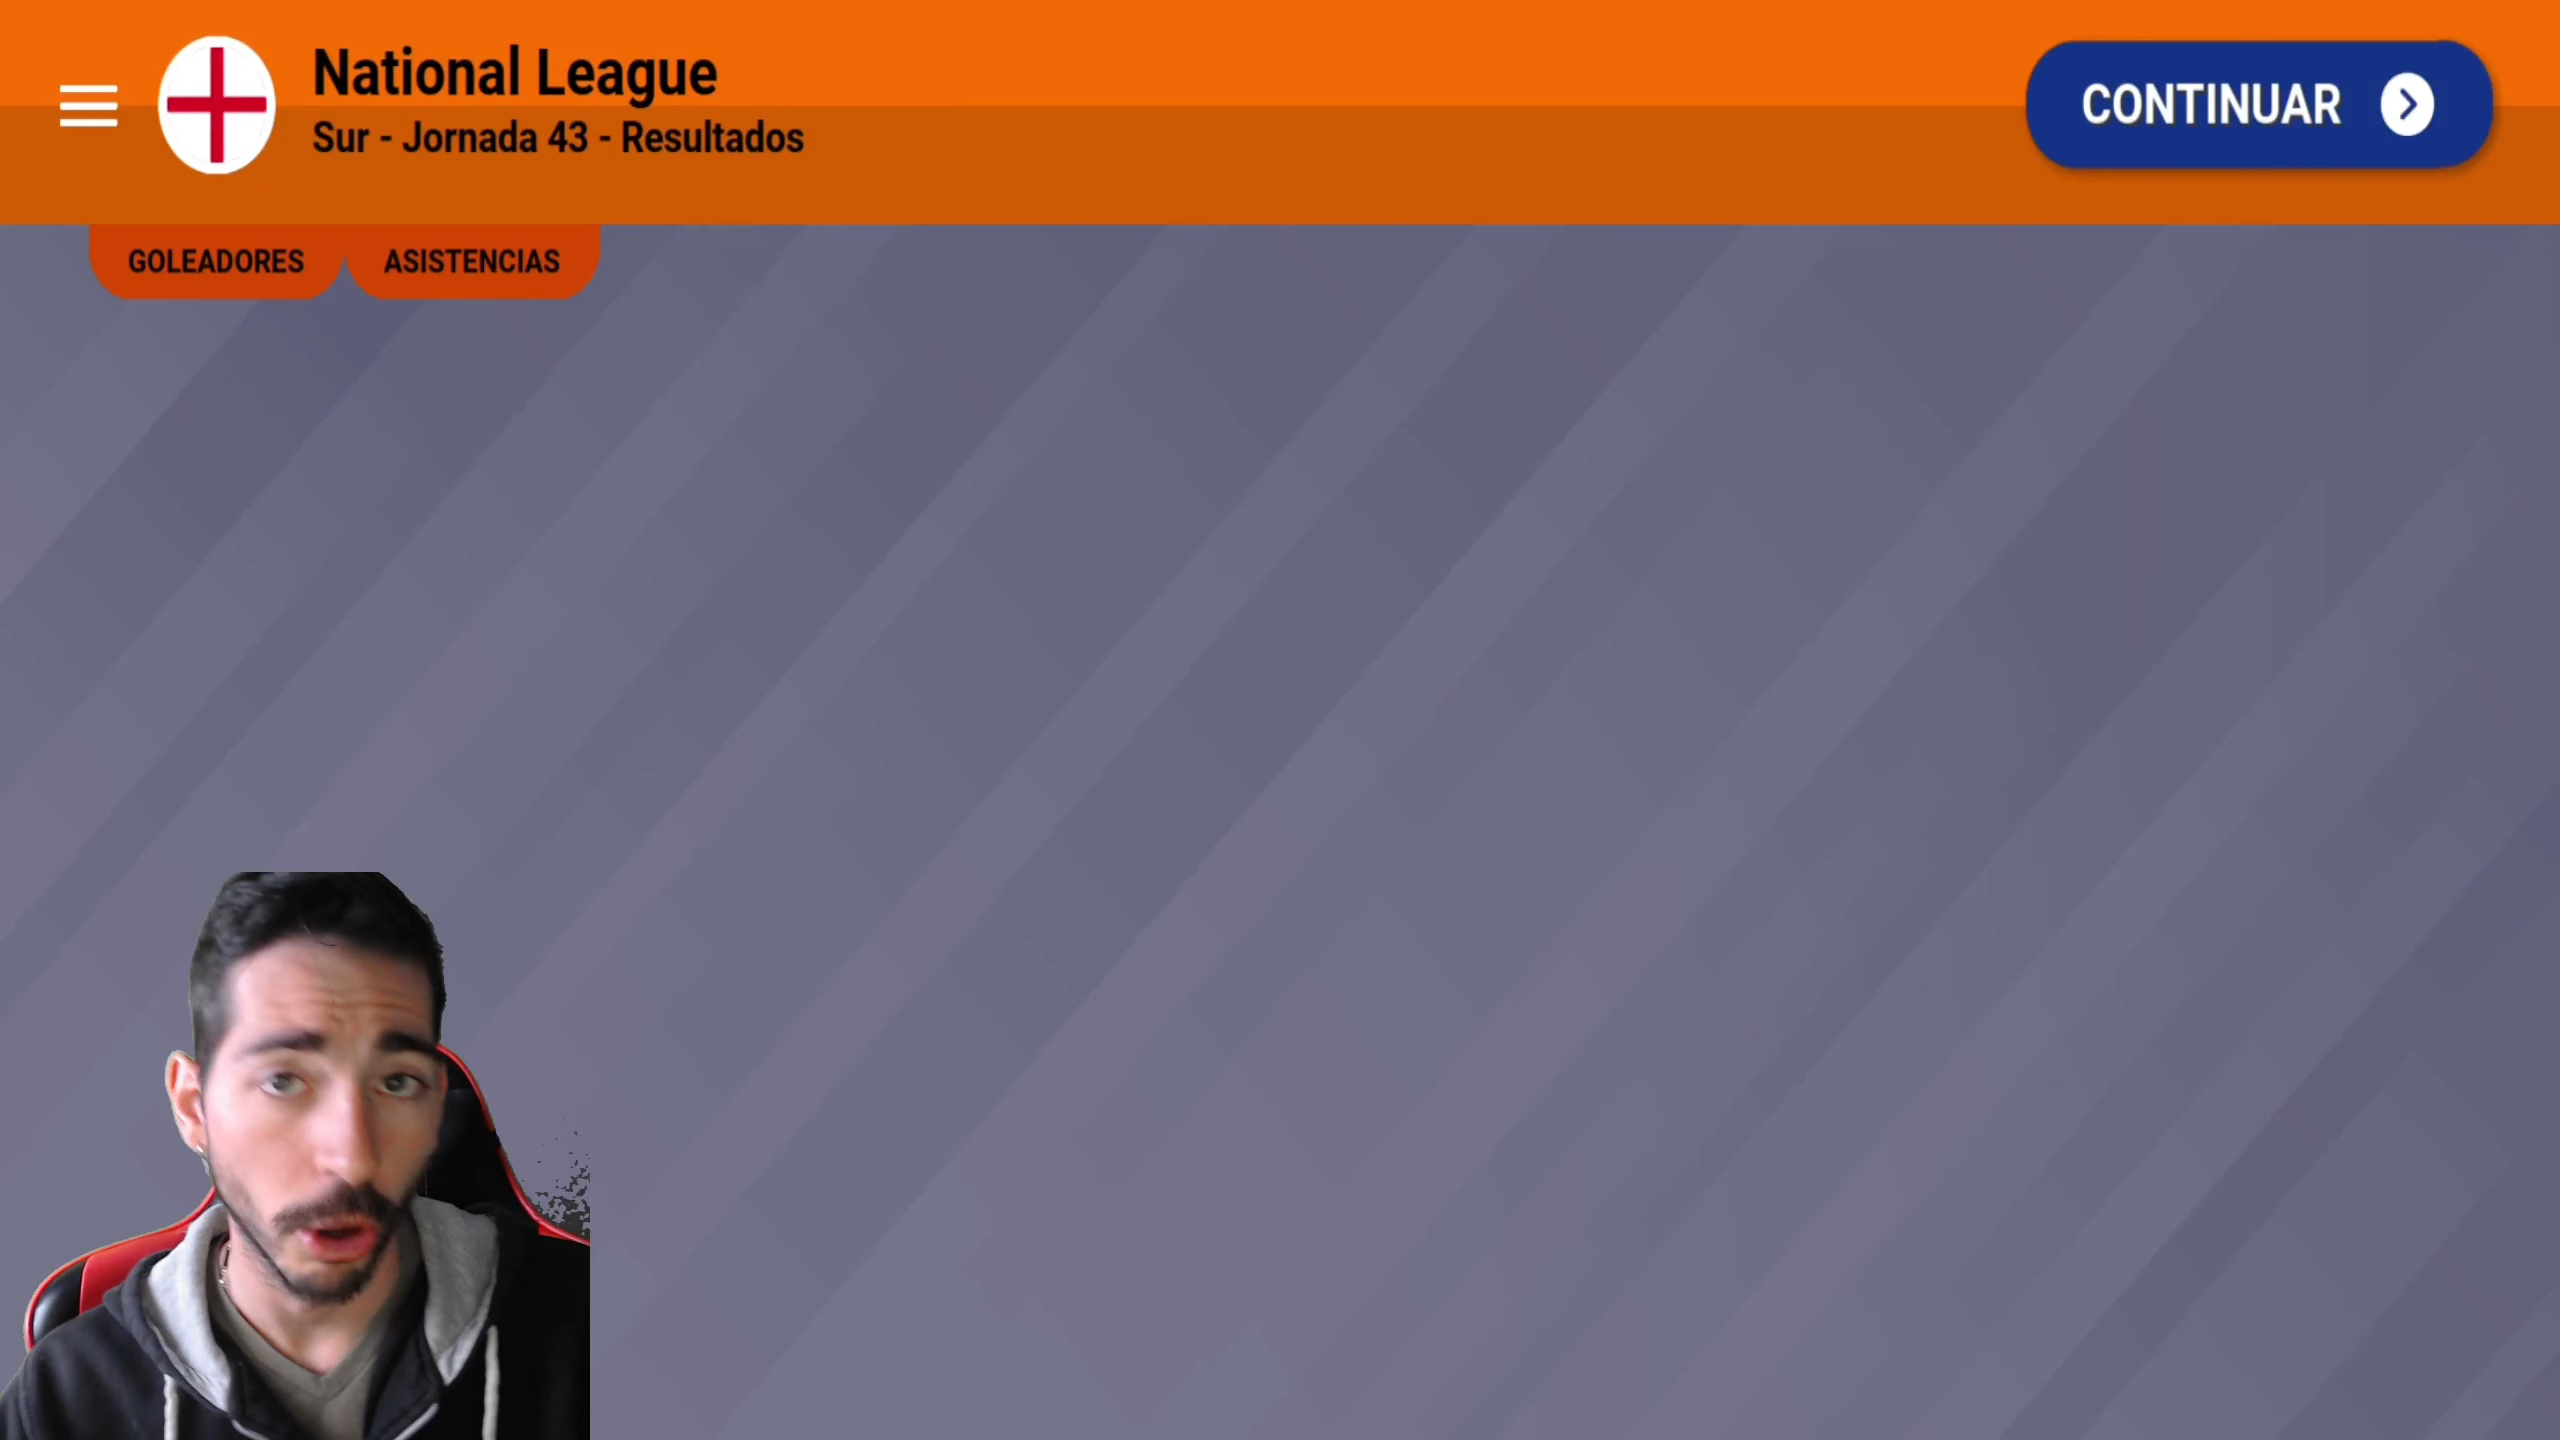 National League
Sur - Jornada 43 - Resultados
CONTINUAR
GOLEADORES
ASISTENCIAS